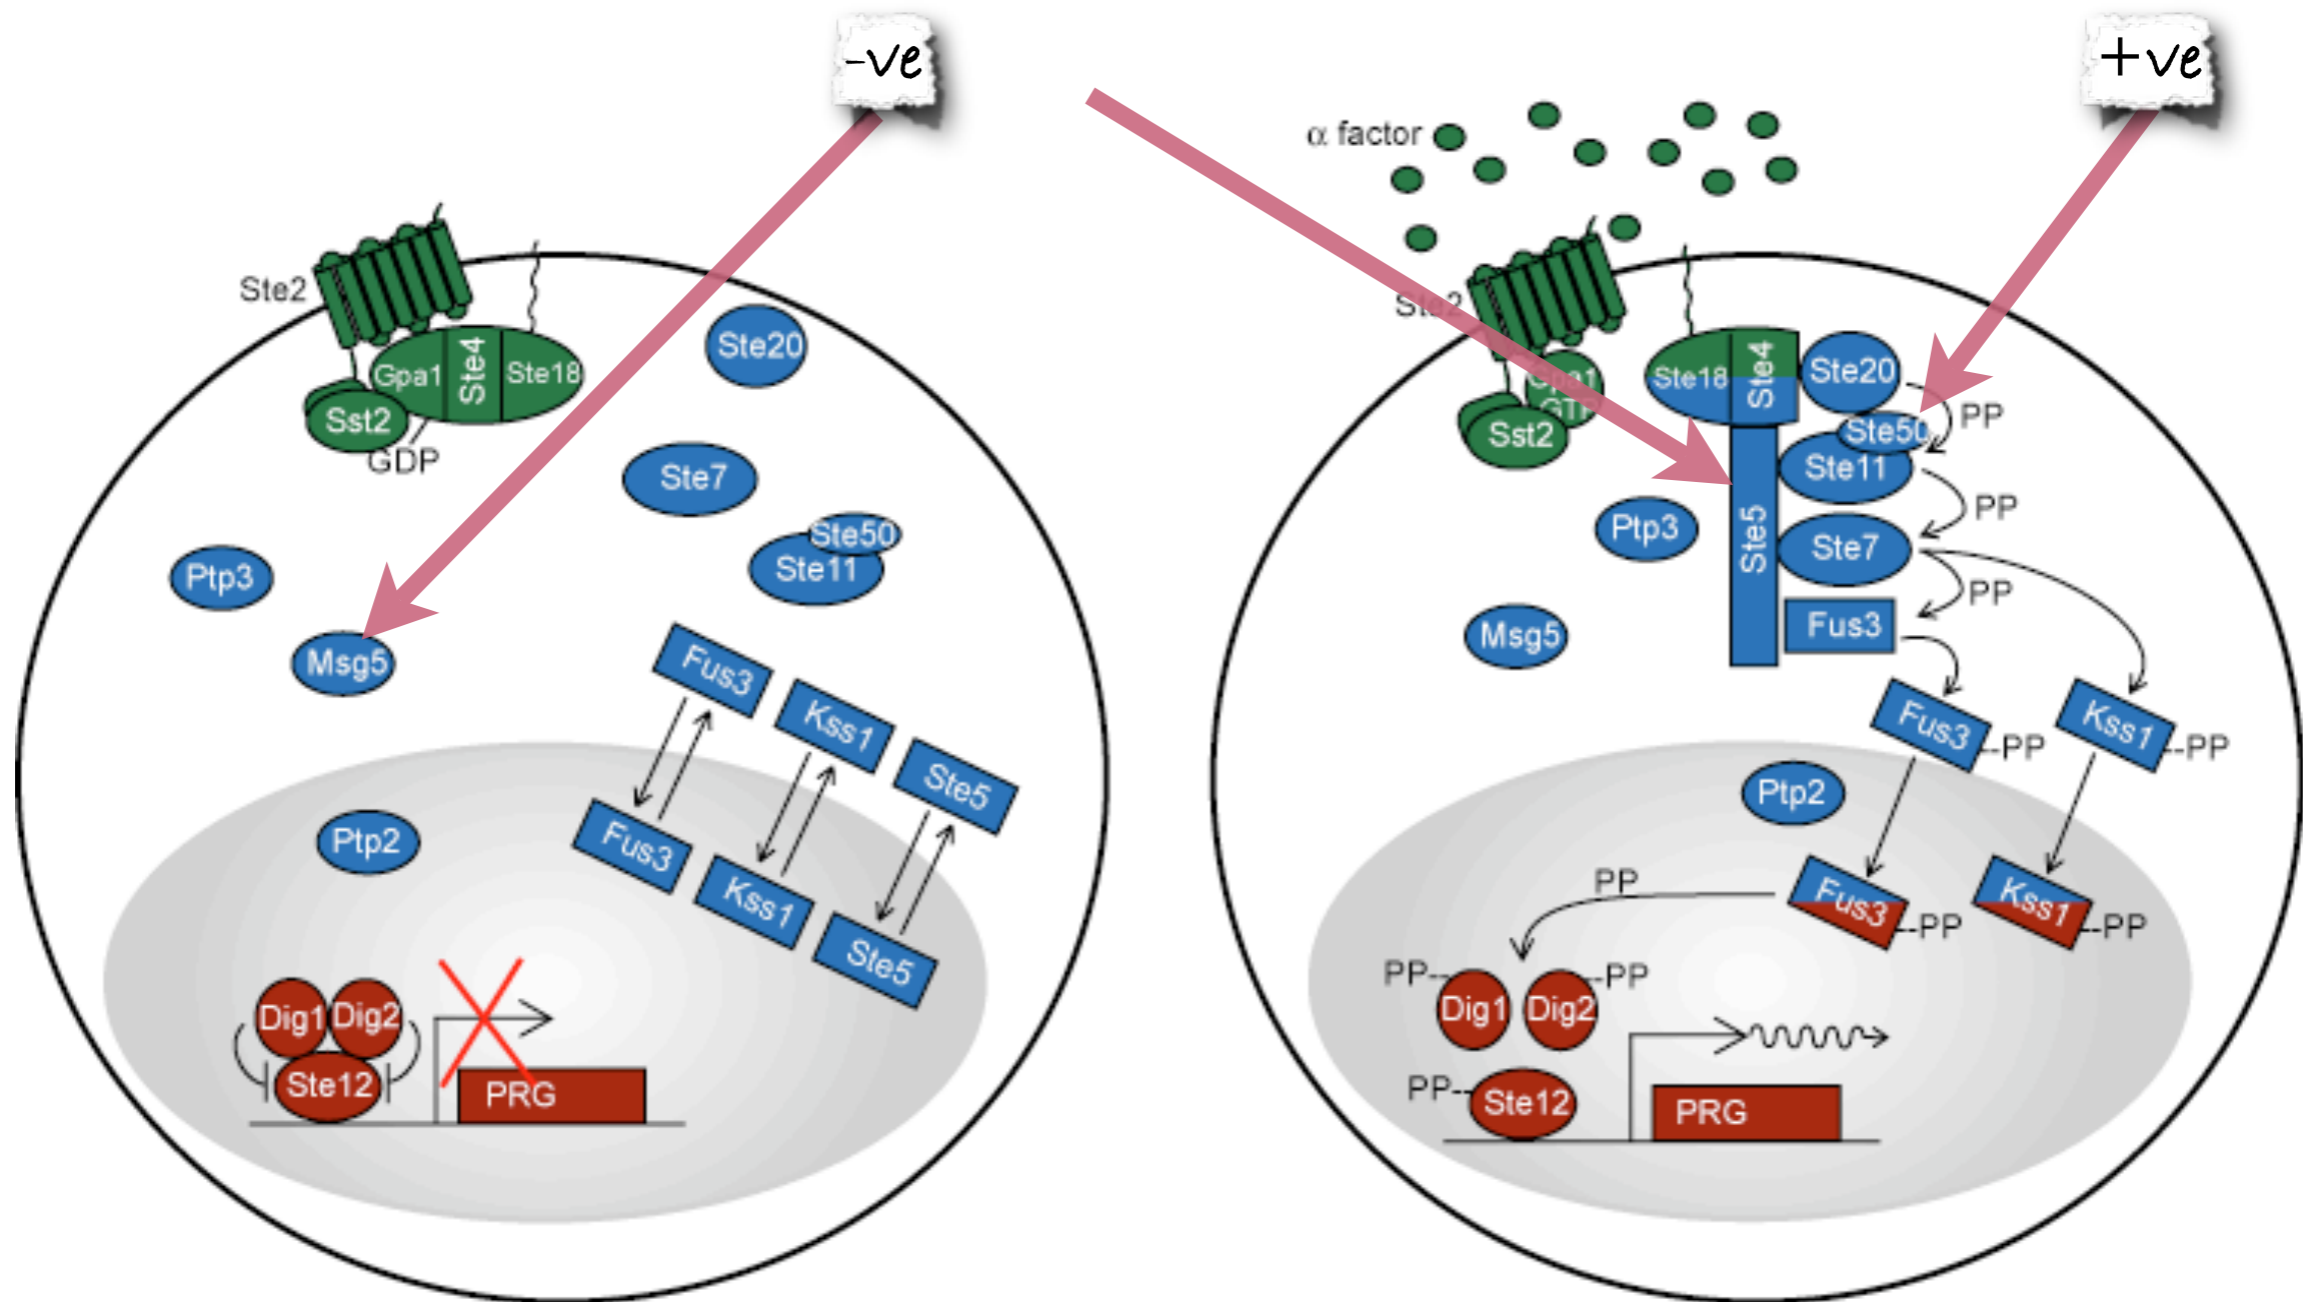 -ve
+ve
α factor
Ste2
Gpa1
Ste4
Ste18
Sst2
GDP
Ste20
Ste7
Ste50
Ste11
Ptp3
Msg5
Fus3
Kss1
Ste5
Ptp2
Fus3
Kss1
Ste5
Dig1
Dig2
Ste12
PRG
Ste2
Gpa1
GTP
Sst2
Ste18
Ste4
Ste20
PP
Ste50
Ste11
PP
Ptp3
Ste5
Ste7
PP
Fus3
Msg5
Fus3
--PP
Kss1
--PP
Ptp2
PP
Fus3
--PP
Kss1
--PP
PP--
Dig1
Dig2
--PP
PP--
Ste12
PRG